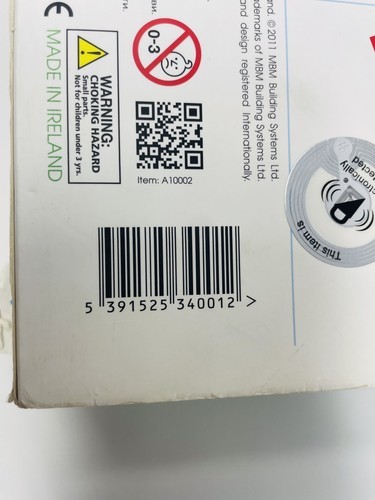 CE MADE IN IRELAND
WARNING:
CHOKING HAZARD
Small parts.
Not for children under 3 yrs.
0-3
Item: A10002
© 2011 MBM Building Systems Ltd.
of MBM Building Systems Ltd.
and design registered Internationally.
This item is
5 391525 340012 >